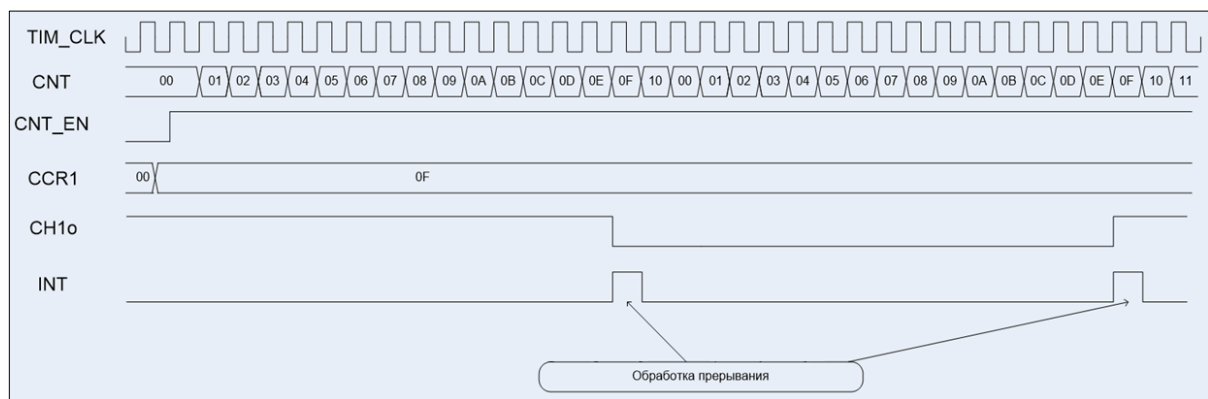 TIM_CLK
CNT 00 01 02 03 04 05 06 07 08 09 0A 0B 0C 0D 0E 0F 10 00 01 02 03 04 05 06 07 08 09 0A 0B 0C 0D 0E 0F 10 11
CNT_EN
CCR1 00 0F
CH1o
INT
Обработка прерывания